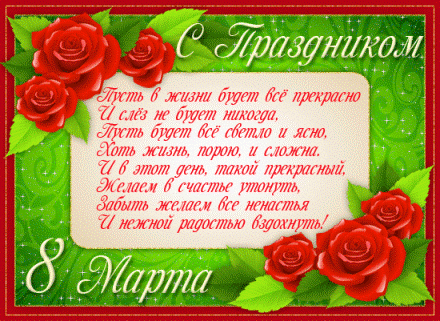 С Праздником
Пусть в жизни будет всё прекрасно
И слёз не будет никогда,
Пусть будет всё светло и ясно,
Хоть жизнь, порою, и сложна.
И в этот день, такой прекрасный,
Желаем в счастье утонуть,
Забыть желаем все ненастья
И нежной радостью вздохнуть!
8 Марта